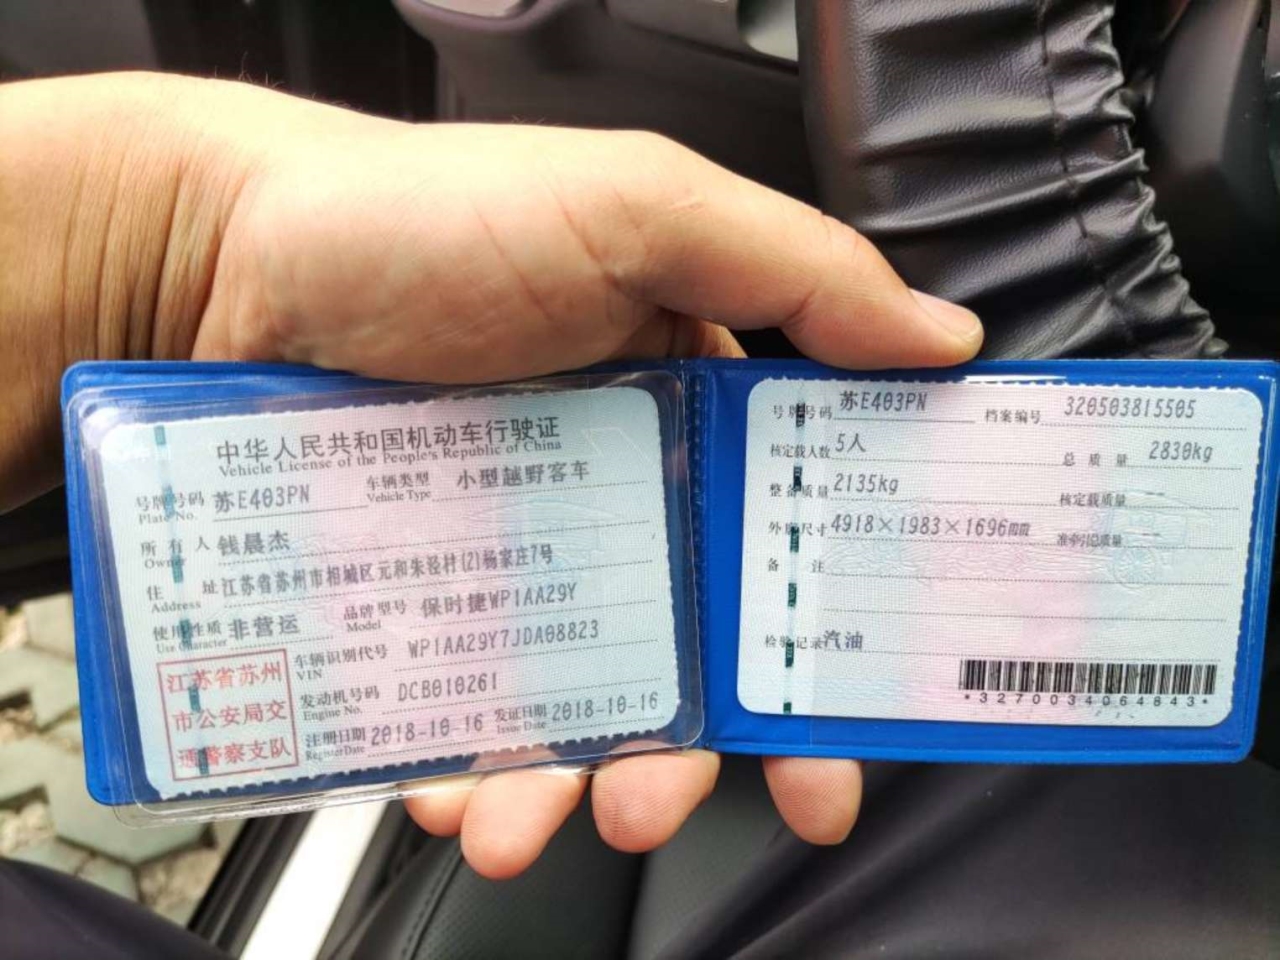 中华人民共和国机动车行驶证
Vehicle License of the People's Republic of China
号牌号码 苏E403PN 车辆类型 小型越野客车
Plate No. Vehicle Type
所有人 钱晨杰
Owner
住址 江苏省苏州市相城区元和朱泾村(2)杨家庄7号
Address
使用性质 非营运 品牌型号 保时捷WP1AA29Y
Use Character Model
车辆识别代号 WP1AA29Y7JDA08823
VIN
发动机号码 DCB010261
Engine No.
注册日期 2018-10-16 发证日期 2018-10-16
Register Date Issue Date
江苏省苏州
市公安局交
通警察支队
号牌号码 苏E403PN 档案编号 320503815505
核定载人数 5人 总质量 2830kg
整备质量 2135kg 核定载质量 --
外廓尺寸 4918×1983×1696mm 准牵引总质量 --
备注
检验记录 汽油
*3270034064843*